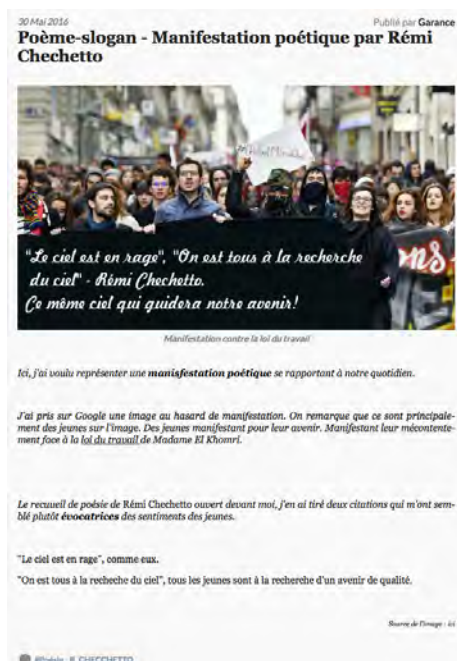 30 Mai 2016
Publié par Garance
Poème-slogan - Manifestation poétique par Rémi
Chechetto
"Le ciel est en rage", "On est tous à la recherche
du ciel" - Rémi Chechetto.
Ce même ciel qui guidera notre avenir!
ons
Manifestation contre la loi du travail
Ici, j'ai voulu représenter une manisfestation poétique se rapportant à notre quotidien.
J'ai pris sur Google une image au hasard de manifestation. On remarque que ce sont principale-
ment des jeunes sur l'image. Des jeunes manifestant pour leur avenir. Manifestant leur mécontente-
ment face à la loi du travail de Madame El Khomri.
Le recuueil de poésie de Rémi Chechetto ouvert devant moi, j'en ai tiré deux citations qui m'ont sem-
blé plutôt évocatrices des sentiments des jeunes.
"Le ciel est en rage", comme eux.
"On est tous à la recheche du ciel", tous les jeunes sont à la recherche d'un avenir de qualité.
Source de l'image : ici
R. CHECCHETTO